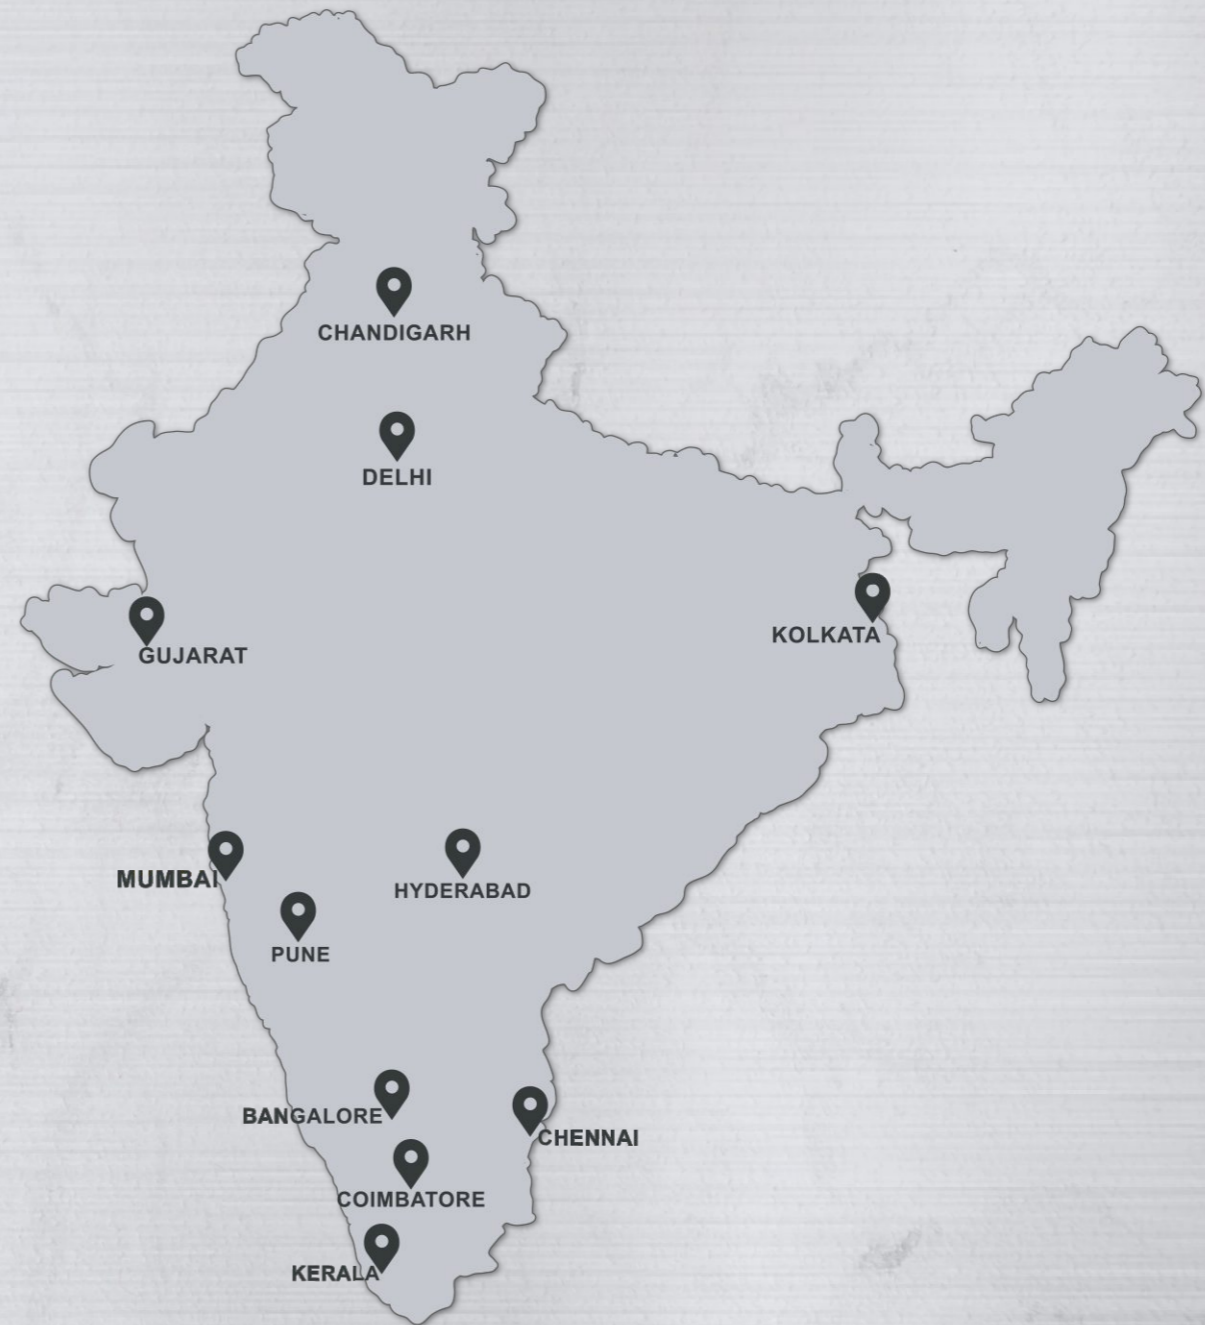 CHANDIGARH
DELHI
KOLKATA
GUJARAT
MUMBAI
HYDERABAD
PUNE
BANGALORE
CHENNAI
COIMBATORE
KERALA